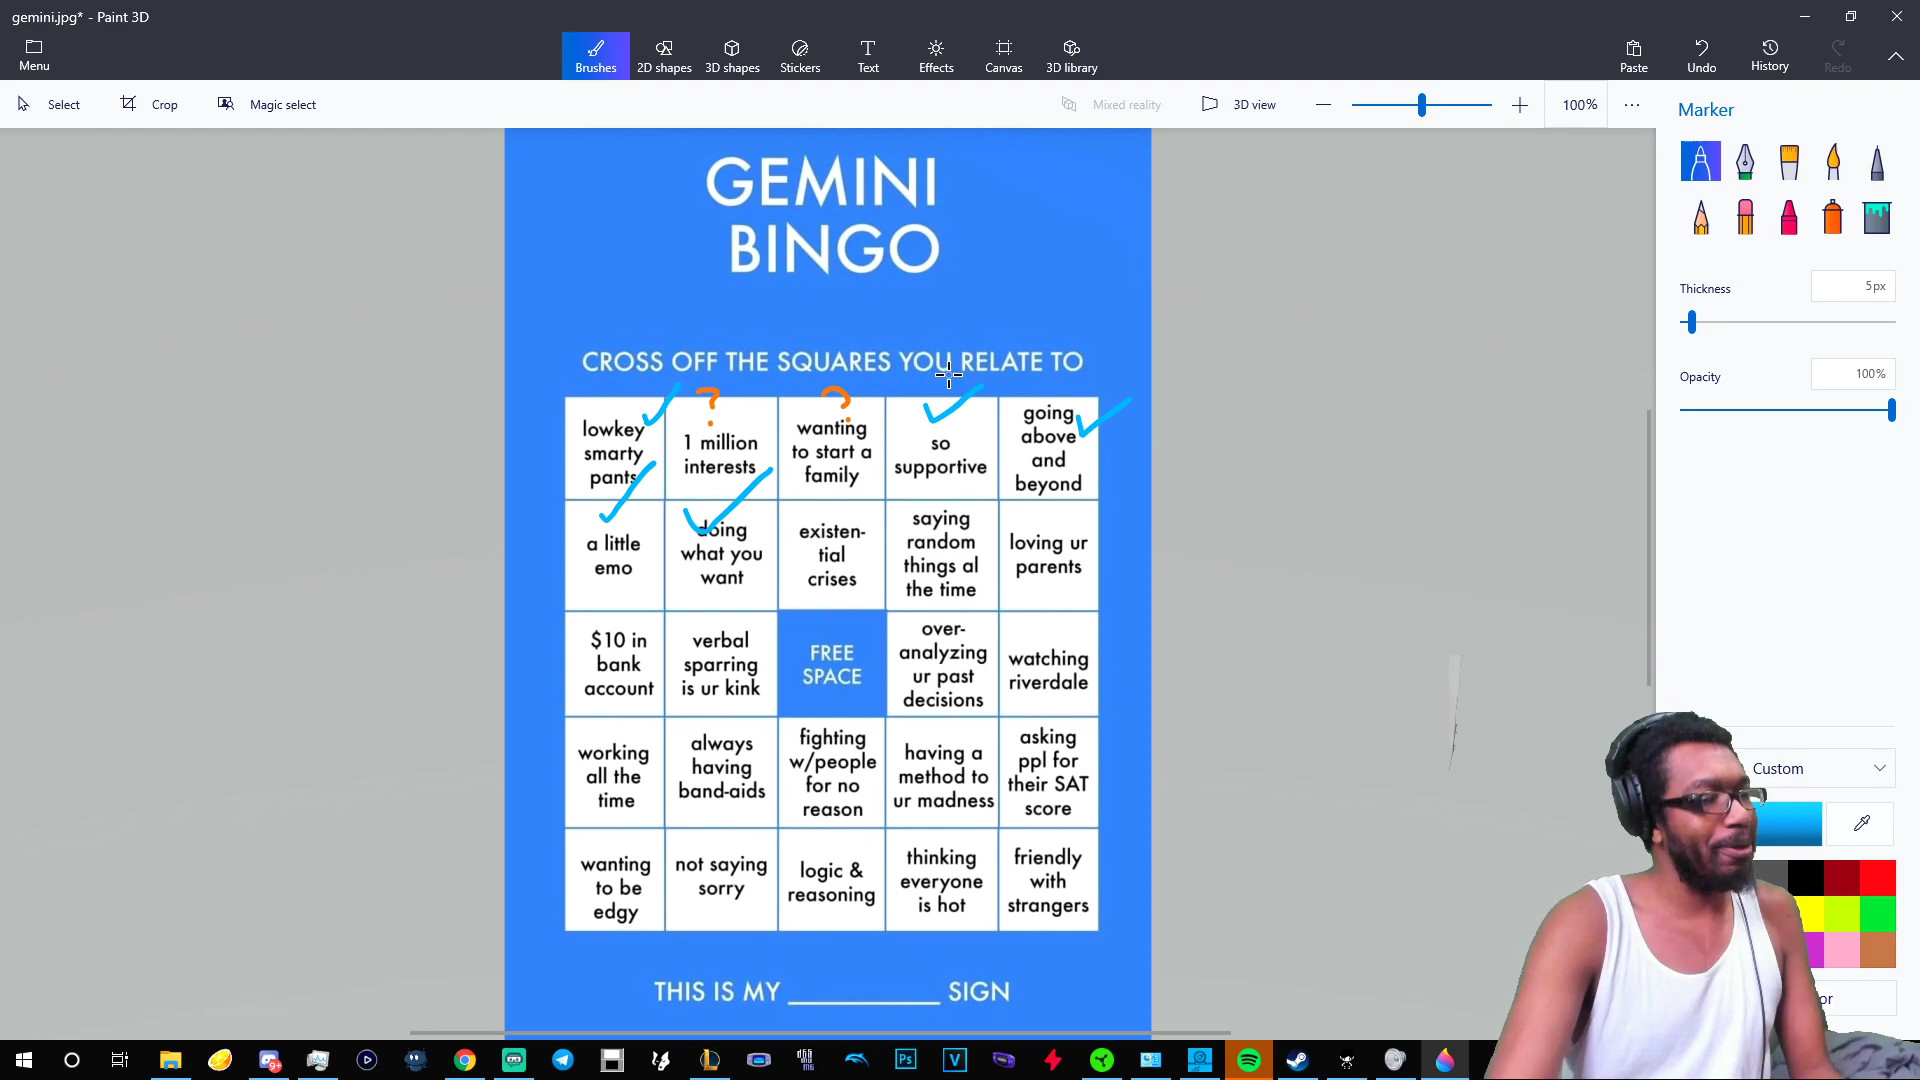 gemini.jpg* - Paint 3D
Menu
Brushes
2D shapes
3D shapes
Stickers
Text
Effects
Canvas
3D library
Paste
Undo
History
Redo
Select
Crop
Magic select
Mixed reality
3D view
100%
Marker
Thickness
5px
Opacity
100%
Custom
GEMINI
BINGO
CROSS OFF THE SQUARES YOU RELATE TO
?
?
lowkey
smarty
pants
1 million
interests
wanting
to start a
family
so
supportive
going
above
and
beyond
a little
emo
doing
what you
want
existen-
tial
crises
saying
random
things al
the time
loving ur
parents
$10 in
bank
account
verbal
sparring
is ur kink
FREE
SPACE
over-
analyzing
ur past
decisions
watching
riverdale
working
all the
time
always
having
band-aids
fighting
w/people
for no
reason
having a
method to
ur madness
asking
ppl for
their SAT
score
wanting
to be
edgy
not saying
sorry
logic &
reasoning
thinking
everyone
is hot
friendly
with
strangers
THIS IS MY __________ SIGN
9+
Ps
V